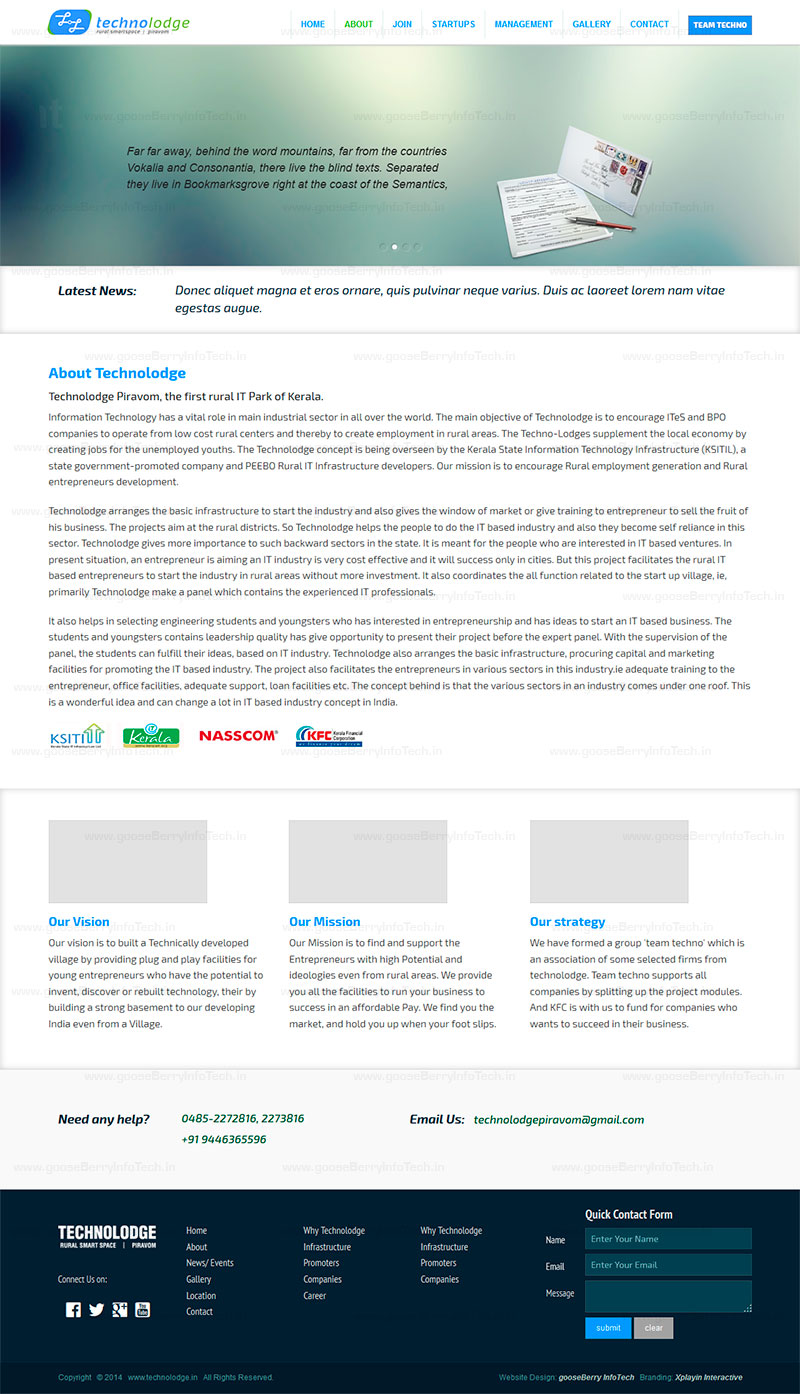 technolodge
rural smartspace | piravom
HOME ABOUT JOIN STARTUPS MANAGEMENT GALLERY CONTACT TEAM TECHNO
www.gooseBerryInfoTech.in
Far far away, behind the word mountains, far from the countries
Vokalia and Consonantia, there live the blind texts. Separated
they live in Bookmarksgrove right at the coast of the Semantics,
Latest News: Donec aliquet magna et eros ornare, quis pulvinar neque varius. Duis ac laoreet lorem nam vitae
egestas augue.
About Technolodge
Technolodge Piravom, the first rural IT Park of Kerala.
Information Technology has a vital role in main industrial sector in all over the world. The main objective of Technolodge is to encourage ITeS and BPO
companies to operate from low cost rural centers and thereby to create employment in rural areas. The Techno-Lodges supplement the local economy by
creating jobs for the unemployed youths. The Technolodge concept is being overseen by the Kerala State Information Technology Infrastructure (KSITIL), a
state government-promoted company and PEEBO Rural IT Infrastructure developers. Our mission is to encourage Rural employment generation and Rural
entrepreneurs development.
Technolodge arranges the basic infrastructure to start the industry and also gives the window of market or give training to entrepreneur to sell the fruit of
his business. The projects aim at the rural districts. So Technolodge helps the people to do the IT based industry and also they become self reliance in this
sector. Technolodge gives more importance to such backward sectors in the state. It is meant for the people who are interested in IT based ventures. In
present situation, an entrepreneur is aiming an IT industry is very cost effective and it will success only in cities. But this project facilitates the rural IT
based entrepreneurs to start the industry in rural areas without more investment. It also coordinates the all function related to the start up village, ie,
primarily Technolodge make a panel which contains the experienced IT professionals.
It also helps in selecting engineering students and youngsters who has interested in entrepreneurship and has ideas to start an IT based business. The
students and youngsters contains leadership quality has give opportunity to present their project before the expert panel. With the supervision of the
panel, the students can fulfill their ideas, based on IT industry. Technolodge also arranges the basic infrastructure, procuring capital and marketing
facilities for promoting the IT based industry. The project also facilitates the entrepreneurs in various sectors in this industry.ie adequate training to the
entrepreneur, office facilities, adequate support, loan facilities etc. The concept behind is that the various sectors in an industry comes under one roof. This
is a wonderful idea and can change a lot in IT based industry concept in India.
KSITIL Kerala NASSCOM® KFC Kerala Financial Corporation
Our Vision
Our vision is to built a Technically developed
village by providing plug and play facilities for
young entrepreneurs who have the potential to
invent, discover or rebuilt technology, their by
building a strong basement to our developing
India even from a Village.
Our Mission
Our Mission is to find and support the
Entrepreneurs with high Potential and
ideologies even from rural areas. We provide
you all the facilities to run your business to
success in an affordable Pay. We find you the
market, and hold you up when your foot slips.
Our strategy
We have formed a group 'team techno' which is
an association of some selected firms from
technolodge. Team techno supports all
companies by splitting up the project modules.
And KFC is with us to fund for companies who
wants to succeed in their business.
Need any help? 0485-2272816, 2273816
+91 9446365596
Email Us: technolodgepiravom@gmail.com
TECHNOLODGE
RURAL SMART SPACE | PIRAVOM
Connect Us on:
Home
About
News/ Events
Gallery
Location
Contact
Why Technolodge
Infrastructure
Promoters
Companies
Career
Why Technolodge
Infrastructure
Promoters
Companies
Quick Contact Form
Name Enter Your Name
Email Enter Your Email
Message
submit clear
Copyright © 2014 www.technolodge.in All Rights Reserved.
Website Design: gooseBerry InfoTech Branding: Xplayin Interactive